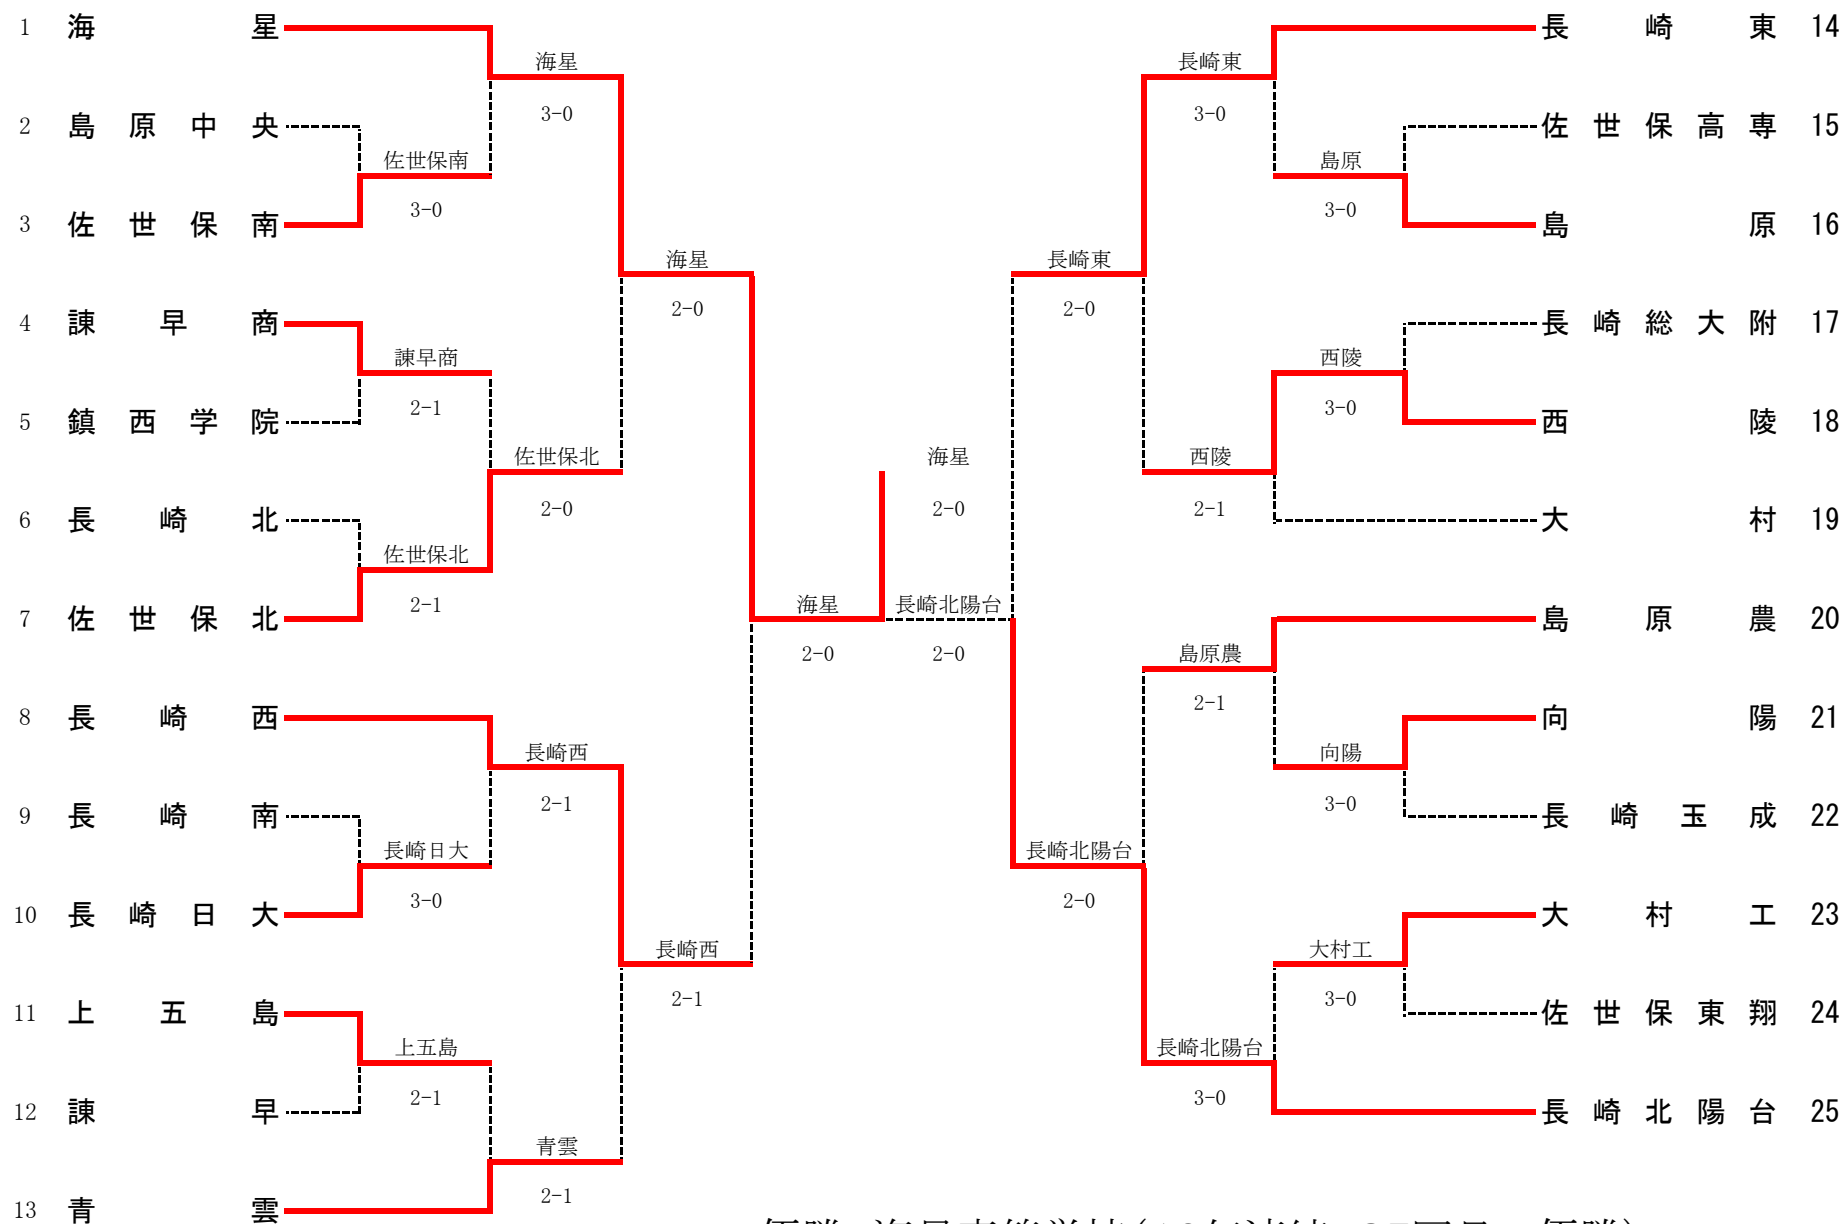 1 海星
2 島原中央
3 佐世保南
4 諫早商
5 鎮西学院
6 長崎北
7 佐世保北
8 長崎西
9 長崎南
10 長崎日大
11 上五島
12 諫早
13 青雲
佐世保南
3-0
諫早商
2-1
佐世保北
2-1
長崎日大
3-0
上五島
2-1
海星
3-0
佐世保北
2-0
長崎西
2-1
青雲
2-1
海星
2-0
長崎西
2-1
海星
2-0
海星
2-0
長崎北陽台
2-0
長崎東
2-0
長崎北陽台
2-0
長崎東
3-0
西陵
2-1
島原農
2-1
長崎北陽台
3-0
島原
3-0
西陵
3-0
向陽
3-0
大村工
3-0
長崎東 14
佐世保高専 15
島原 16
長崎総大附 17
西陵 18
大村 19
島原農 20
向陽 21
長崎玉成 22
大村工 23
佐世保東翔 24
長崎北陽台 25